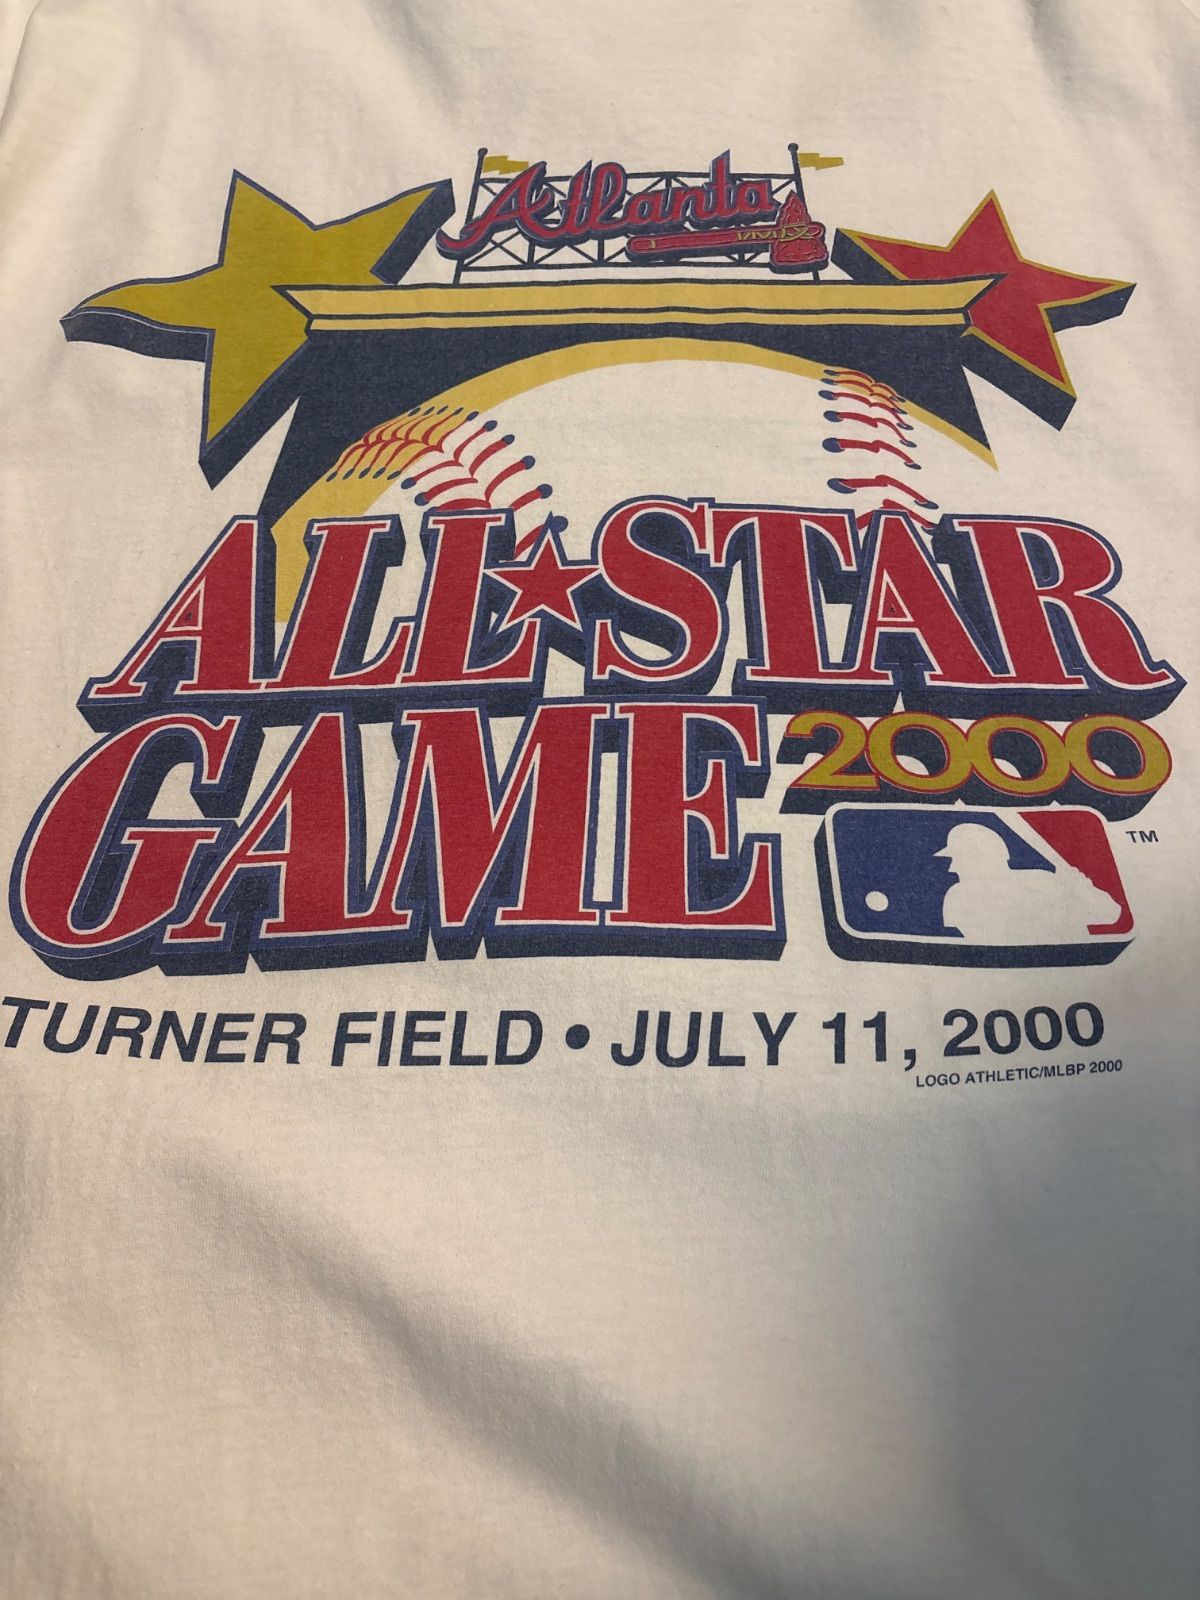 Atlanta
ALL★STAR
GAME 2000
TM
TURNER FIELD • JULY 11, 2000
LOGO ATHLETIC/MLBP 2000